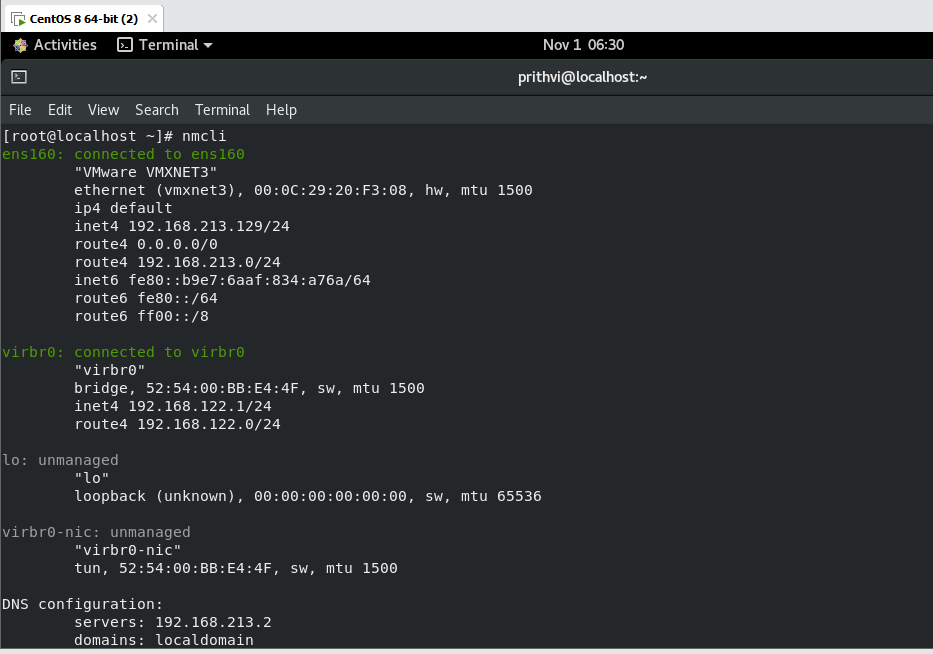 CentOS 8 64-bit (2)
Activities
Terminal
Nov 1 06:30
prithvi@localhost:~
File Edit View Search Terminal Help
[root@localhost ~]# nmcli
ens160: connected to ens160
"VMware VMXNET3"
ethernet (vmxnet3), 00:0C:29:20:F3:08, hw, mtu 1500
ip4 default
inet4 192.168.213.129/24
route4 0.0.0.0/0
route4 192.168.213.0/24
inet6 fe80::b9e7:6aaf:834:a76a/64
route6 fe80::/64
route6 ff00::/8
virbr0: connected to virbr0
"virbr0"
bridge, 52:54:00:BB:E4:4F, sw, mtu 1500
inet4 192.168.122.1/24
route4 192.168.122.0/24
lo: unmanaged
"lo"
loopback (unknown), 00:00:00:00:00:00, sw, mtu 65536
virbr0-nic: unmanaged
"virbr0-nic"
tun, 52:54:00:BB:E4:4F, sw, mtu 1500
DNS configuration:
servers: 192.168.213.2
domains: localdomain